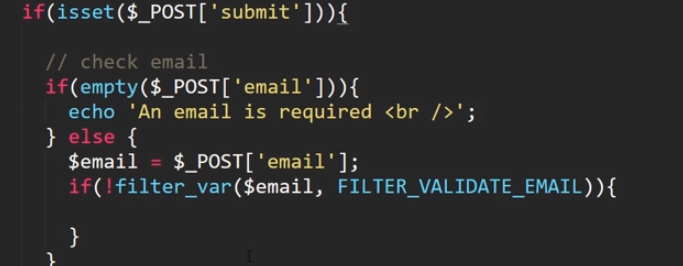 if(isset($_POST['submit'])){
// check email
if(empty($_POST['email'])){
echo 'An email is required <br />';
} else {
$email = $_POST['email'];
if(!filter_var($email, FILTER_VALIDATE_EMAIL)){
}
}